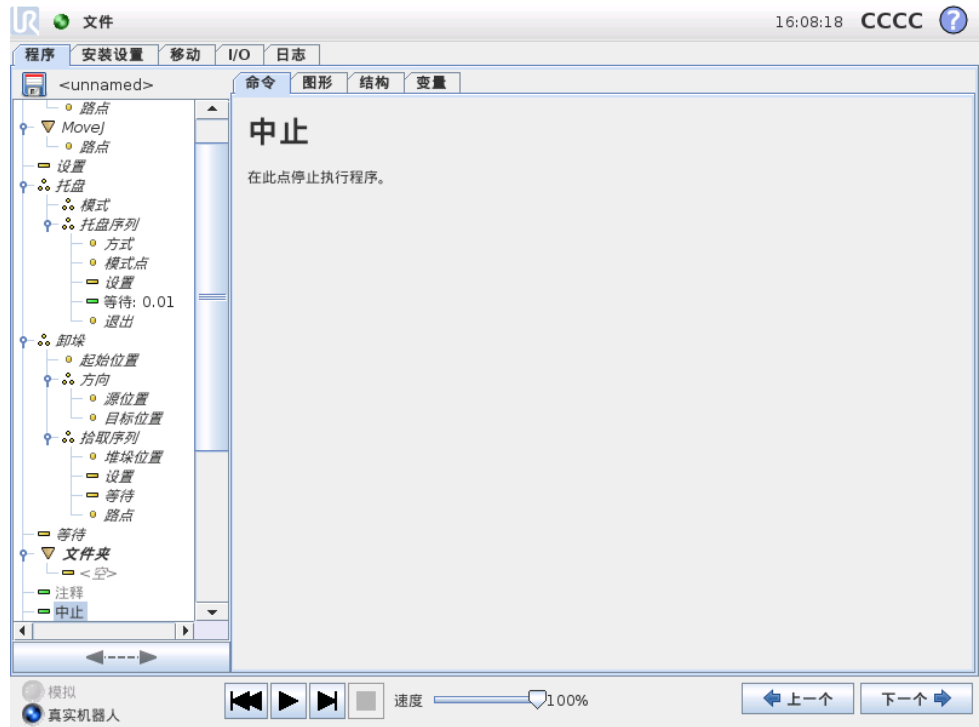 UR 文件 16:08:18 CCCC ?
程序 安装设置 移动 I/O 日志
<unnamed>
命令 图形 结构 变量
路点
MoveJ
路点
设置
托盘
模式
托盘序列
方式
模式点
设置
等待: 0.01
退出
卸垛
起始位置
方向
源位置
目标位置
拾取序列
堆垛位置
设置
等待
路点
等待
文件夹
<空>
注释
中止
中止
在此点停止执行程序。
模拟
真实机器人
速度 100%
上一个 下一个